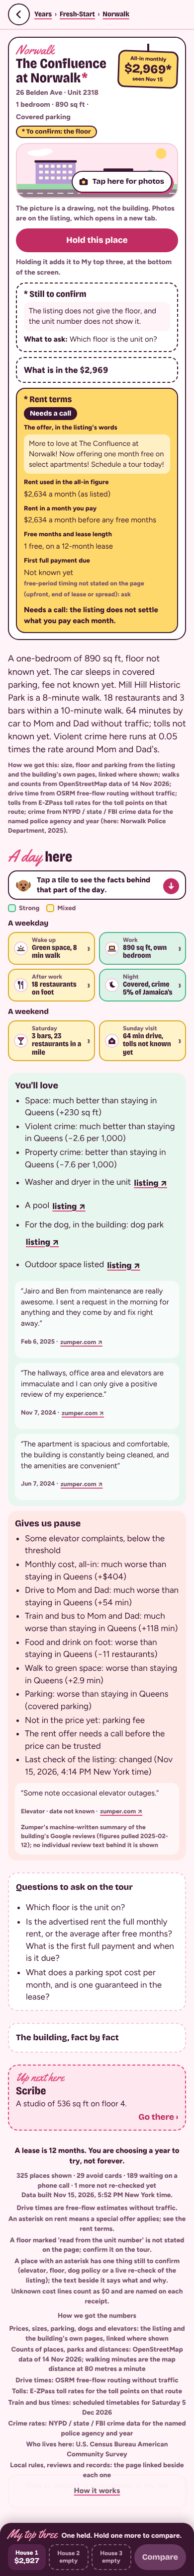 Years › Fresh-Start › Norwalk
Norwalk
The Confluence
at Norwalk*
All-in monthly
$2,969*
seen Nov 15
26 Belden Ave · Unit 2318
1 bedroom · 890 sq ft ·
Covered parking
* To confirm: the floor
Tap here for photos
The picture is a drawing, not the building. Photos
are on the listing, which opens in a new tab.
Hold this place
Holding it adds it to My top three, at the bottom
of the screen.
* Still to confirm
The listing does not give the floor, and
the unit number does not show it.
What to ask: Which floor is the unit on?
What is in the $2,969
* Rent terms
Needs a call
The offer, in the listing's words
More to love at The Confluence at
Norwalk! Now offering one month free on
select apartments! Schedule a tour today!
Rent used in the all-in figure
$2,634 a month (as listed)
Rent in a month you pay
$2,634 a month before any free months
Free months and lease length
1 free, on a 12-month lease
First full payment due
Not known yet
free-period timing not stated on the page
(upfront, end of lease or spread): ask
Needs a call: the listing does not settle
what you pay each month.
A one-bedroom of 890 sq ft, floor not
known yet. The car sleeps in covered
parking, fee not known yet. Mill Hill Historic
Park is a 8-minute walk. 18 restaurants and 3
bars within a 10-minute walk. 64 minutes by
car to Mom and Dad without traffic; tolls not
known yet. Violent crime here runs at 0.05
times the rate around Mom and Dad's.
How we got this: size, floor and parking from the listing
and the building's own pages, linked where shown; walks
and counts from OpenStreetMap data of 14 Nov 2026;
drive time from OSRM free-flow routing without traffic;
tolls from E-ZPass toll rates for the toll points on that
route; crime from NYPD / state / FBI crime data for the
named police agency and year (here: Norwalk Police
Department, 2025).
A day here
Tap a tile to see the facts behind
that part of the day.
Strong Mixed
A weekday
Wake up
Green space, 8
min walk
Work
890 sq ft, own
bedroom
After work
18 restaurants
on foot
Night
Covered, crime
5% of Jamaica's
A weekend
Saturday
3 bars, 23
restaurants in a
mile
Sunday visit
64 min drive,
tolls not known
yet
You'll love
• Space: much better than staying in
Queens (+230 sq ft)
• Violent crime: much better than staying
in Queens (−2.6 per 1,000)
• Property crime: better than staying in
Queens (−7.6 per 1,000)
• Washer and dryer in the unit listing ↗
• A pool listing ↗
• For the dog, in the building: dog park
listing ↗
• Outdoor space listed listing ↗
"Jairo and Ben from maintenance are really
awesome. I sent a request in the morning for
anything and they come by and fix it right
away."
Feb 6, 2025 · zumper.com ↗
"The hallways, office area and elevators are
immaculate and I can only give a positive
review of my experience."
Nov 7, 2024 · zumper.com ↗
"The apartment is spacious and comfortable,
the building is constantly being cleaned, and
the amenities are convenient"
Jun 7, 2024 · zumper.com ↗
Gives us pause
• Some elevator complaints, below the
threshold
• Monthly cost, all-in: much worse than
staying in Queens (+$404)
• Drive to Mom and Dad: much worse than
staying in Queens (+54 min)
• Train and bus to Mom and Dad: much
worse than staying in Queens (+118 min)
• Food and drink on foot: worse than
staying in Queens (−11 restaurants)
• Walk to green space: worse than staying
in Queens (+2.9 min)
• Parking: worse than staying in Queens
(covered parking)
• Not in the price yet: parking fee
• The rent offer needs a call before the
price can be trusted
• Last check of the listing: changed (Nov
15, 2026, 4:14 PM New York time)
"Some note occasional elevator outages."
Elevator · date not known · zumper.com ↗
Zumper's machine-written summary of the
building's Google reviews (figures pulled 2025-02-
12); no individual review text behind it is shown
Questions to ask on the tour
• Which floor is the unit on?
• Is the advertised rent the full monthly
rent, or the average after free months?
What is the first full payment and when
is it due?
• What does a parking spot cost per
month, and is one guaranteed in the
lease?
The building, fact by fact
Up next here
Scribe
A studio of 536 sq ft on floor 4.
Go there ›
A lease is 12 months. You are choosing a year to
try, not forever.
325 places shown · 29 avoid cards · 189 waiting on a
phone call · 1 more not re-checked yet
Data built Nov 15, 2026, 5:52 PM New York time.
Drive times are free-flow estimates without traffic.
An asterisk on rent means a special offer applies; see the
rent terms.
A floor marked 'read from the unit number' is not stated
on the page; confirm it on the tour.
A place with an asterisk has one thing still to confirm
(elevator, floor, dog policy or a live re-check of the
listing); the text beside it says what and why.
Unknown cost lines count as $0 and are named on each
receipt.
How we got the numbers
Prices, sizes, parking, dogs and elevators: the listing and
the building's own pages, linked where shown
Counts of places, parks and distances: OpenStreetMap
data of 14 Nov 2026; walking minutes are the map
distance at 80 metres a minute
Drive times: OSRM free-flow routing without traffic
Tolls: E-ZPass toll rates for the toll points on that route
Train and bus times: scheduled timetables for Saturday 5
Dec 2026
Crime rates: NYPD / state / FBI crime data for the named
police agency and year
Who lives here: U.S. Census Bureau American
Community Survey
Local rules, reviews and records: the page linked beside
each one
How it works
My top three One held. Hold one more to compare.
House 1
$2,927
House 2
empty
House 3
empty
Compare